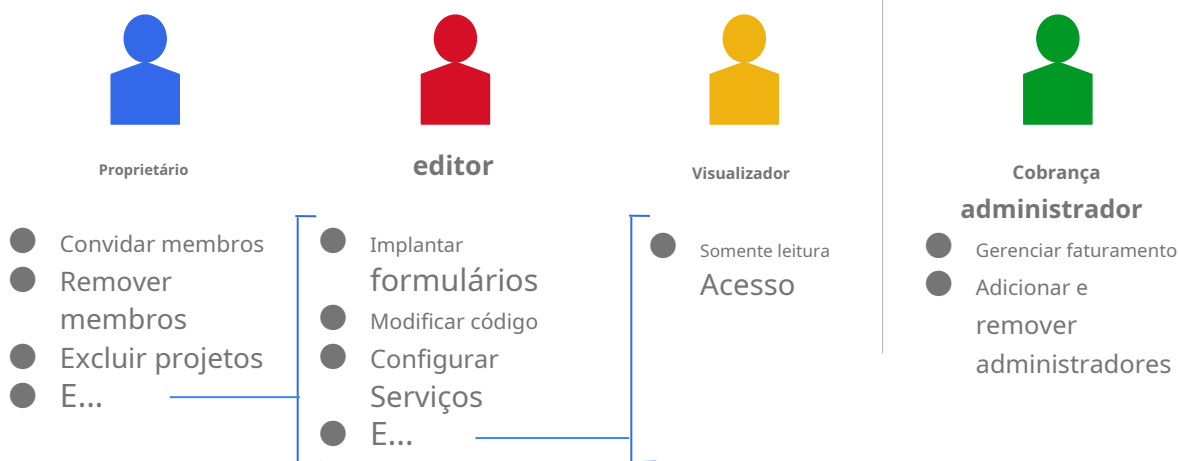 Proprietário
Convidar membros
Remover
membros
Excluir projetos
E...
editor
Implantar
formulários
Modificar código
Configurar
Serviços
E...
Visualizador
Somente leitura
Acesso
Cobrança
administrador
Gerenciar faturamento
Adicionar e
remover
administradores